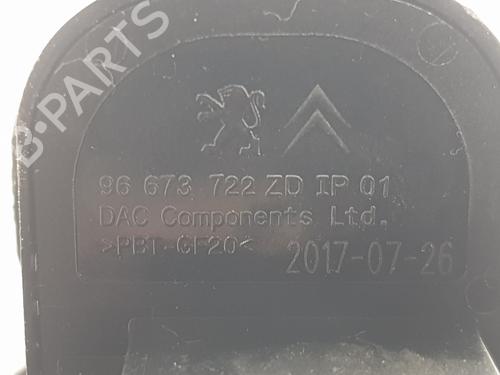 B-PARTS
96 673 722 ZD IP 01
DAC Components Ltd.
>PBT-GF20<
2017-07-26